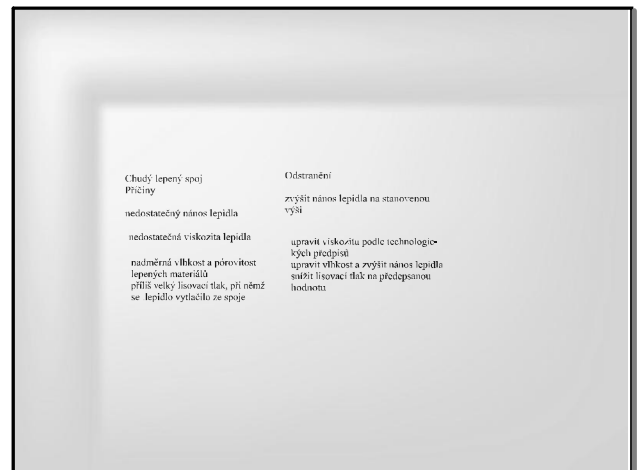 Chudý lepený spoj
Příčiny
nedostatečný nános lepidla
nedostatečná viskozita lepidla
nadměrná vlhkost a pórovitost
lepených materiálů
příliš velký lisovací tlak, při němž
se lepidlo vytlačilo ze spoje
Odstranění
zvýšit nános lepidla na stanovenou
výši
upravit viskozitu podle technologic-
kých předpisů
upravit vlhkost a zvýšit nános lepidla
snížit lisovací tlak na předepsanou
hodnotu